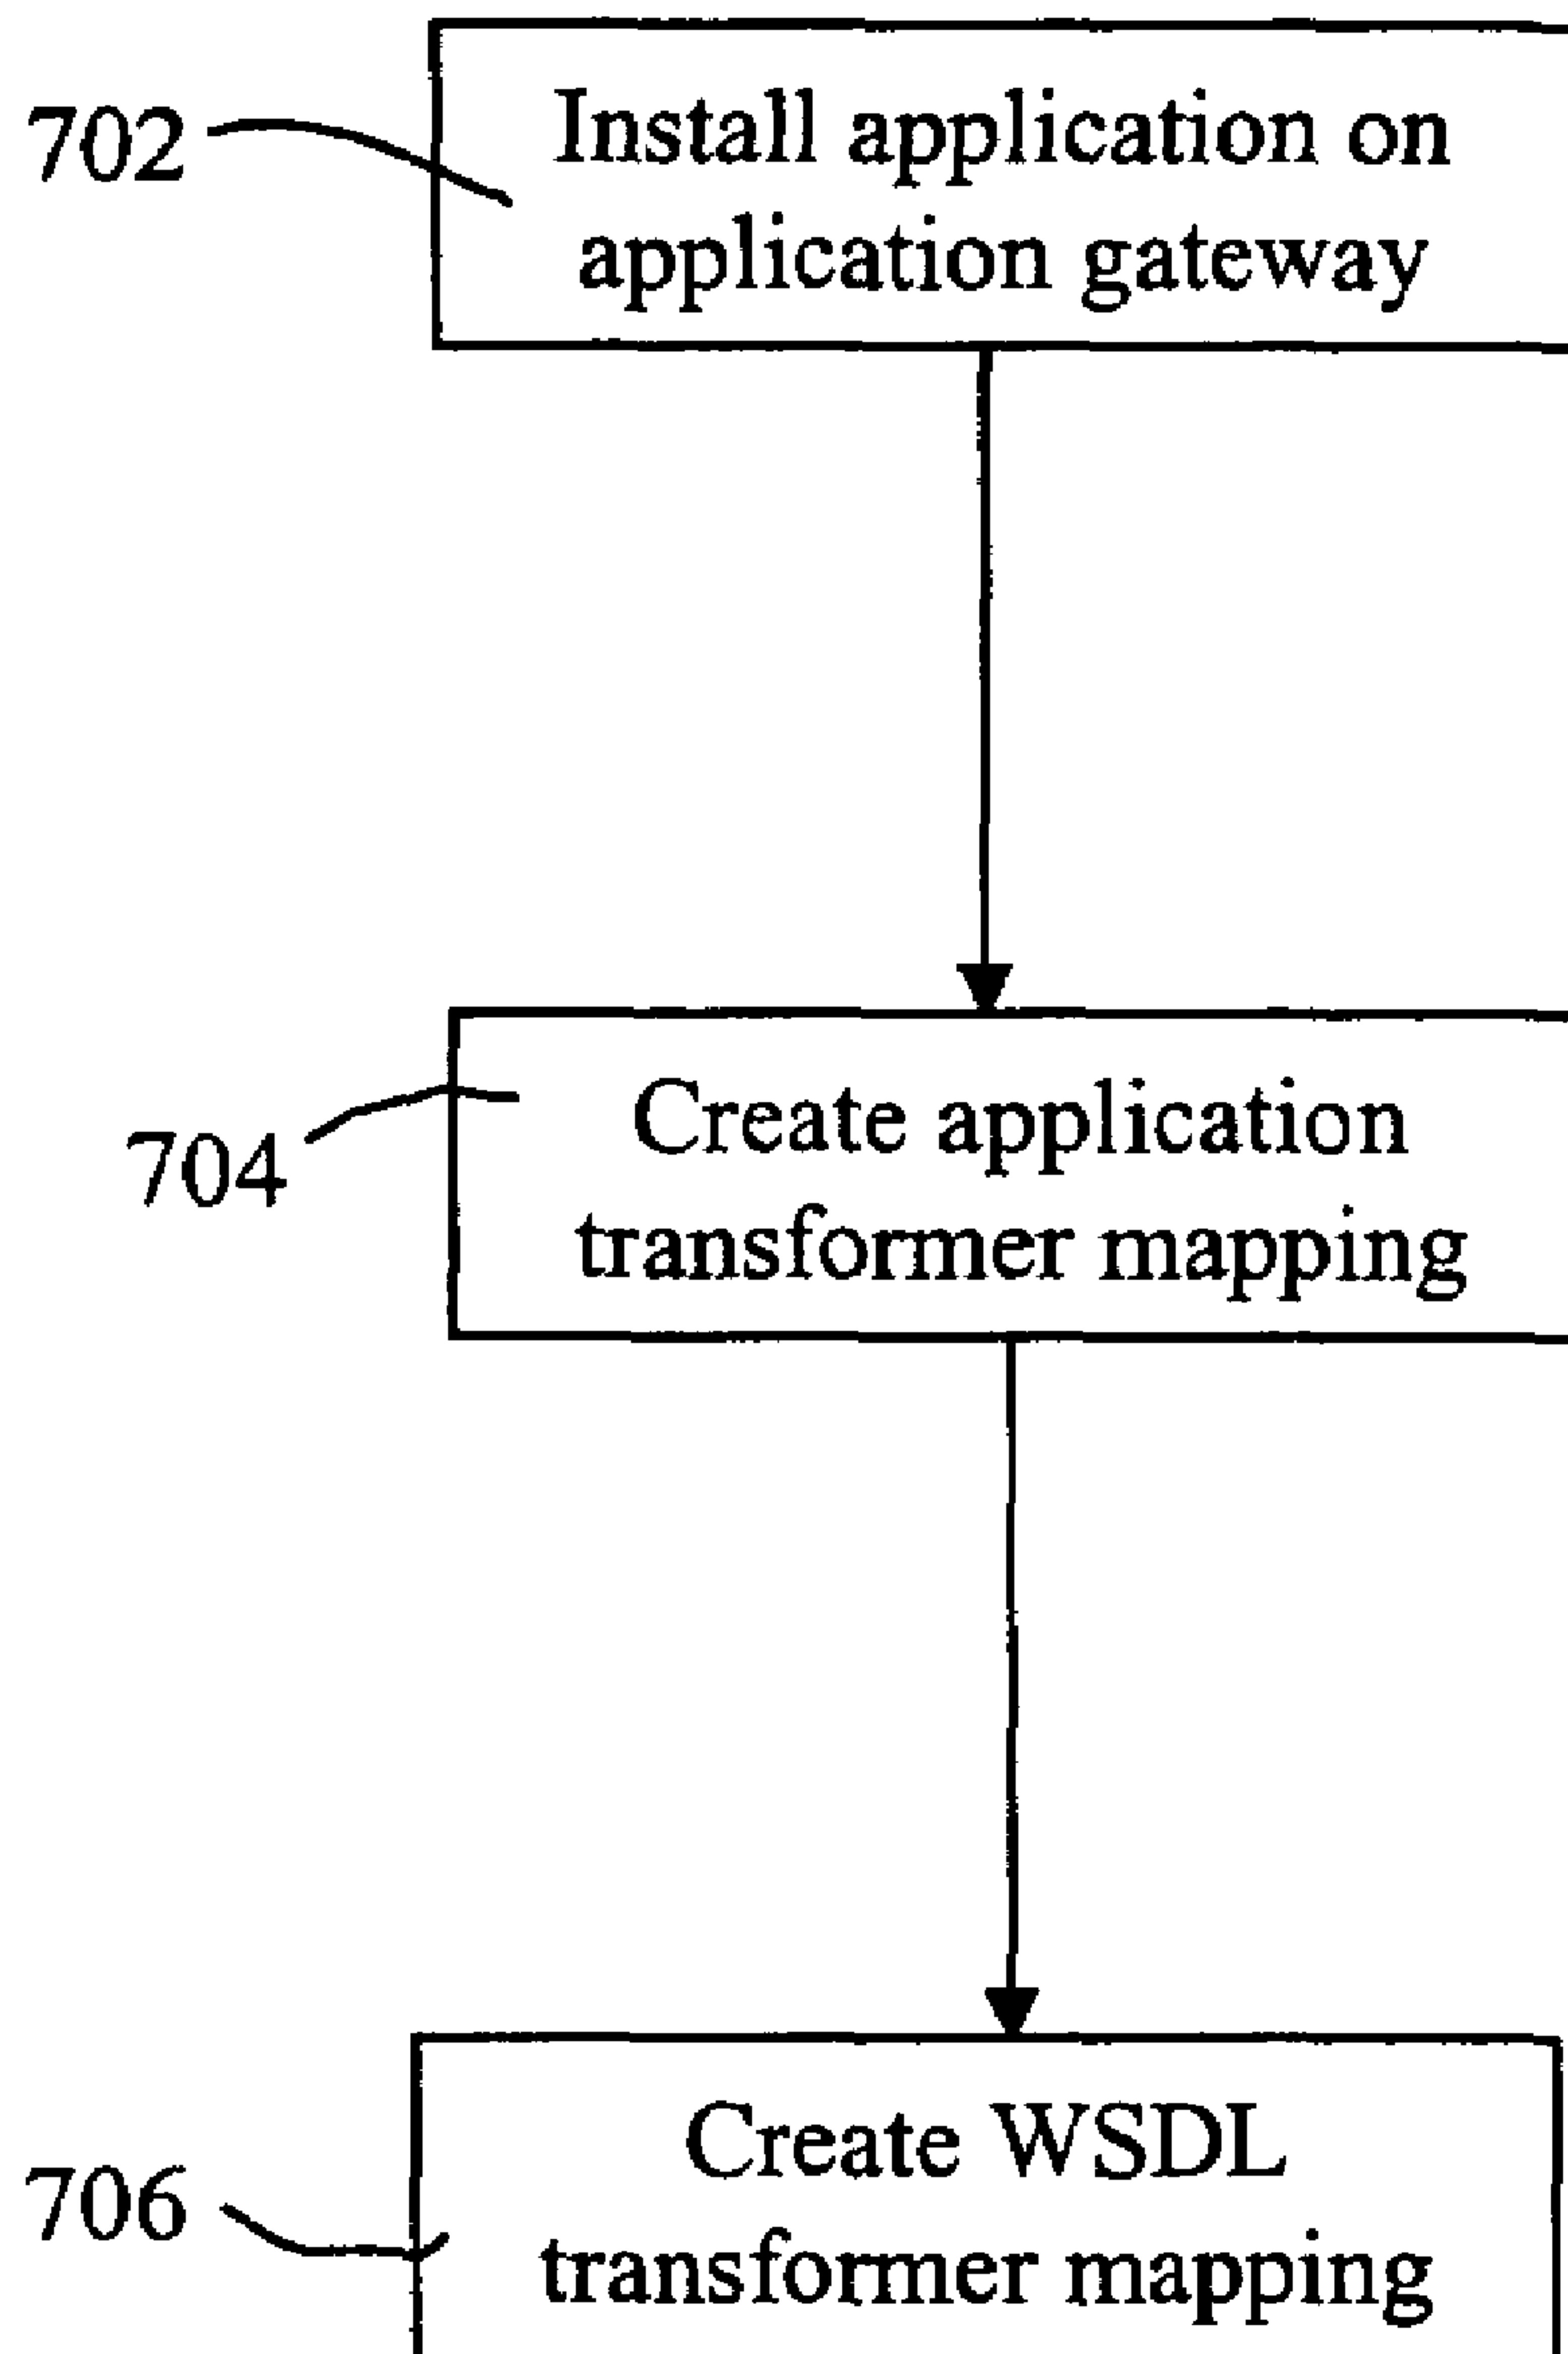 702
Install application on
application gateway
704
Create application
transformer mapping
706
Create WSDL
transformer mapping